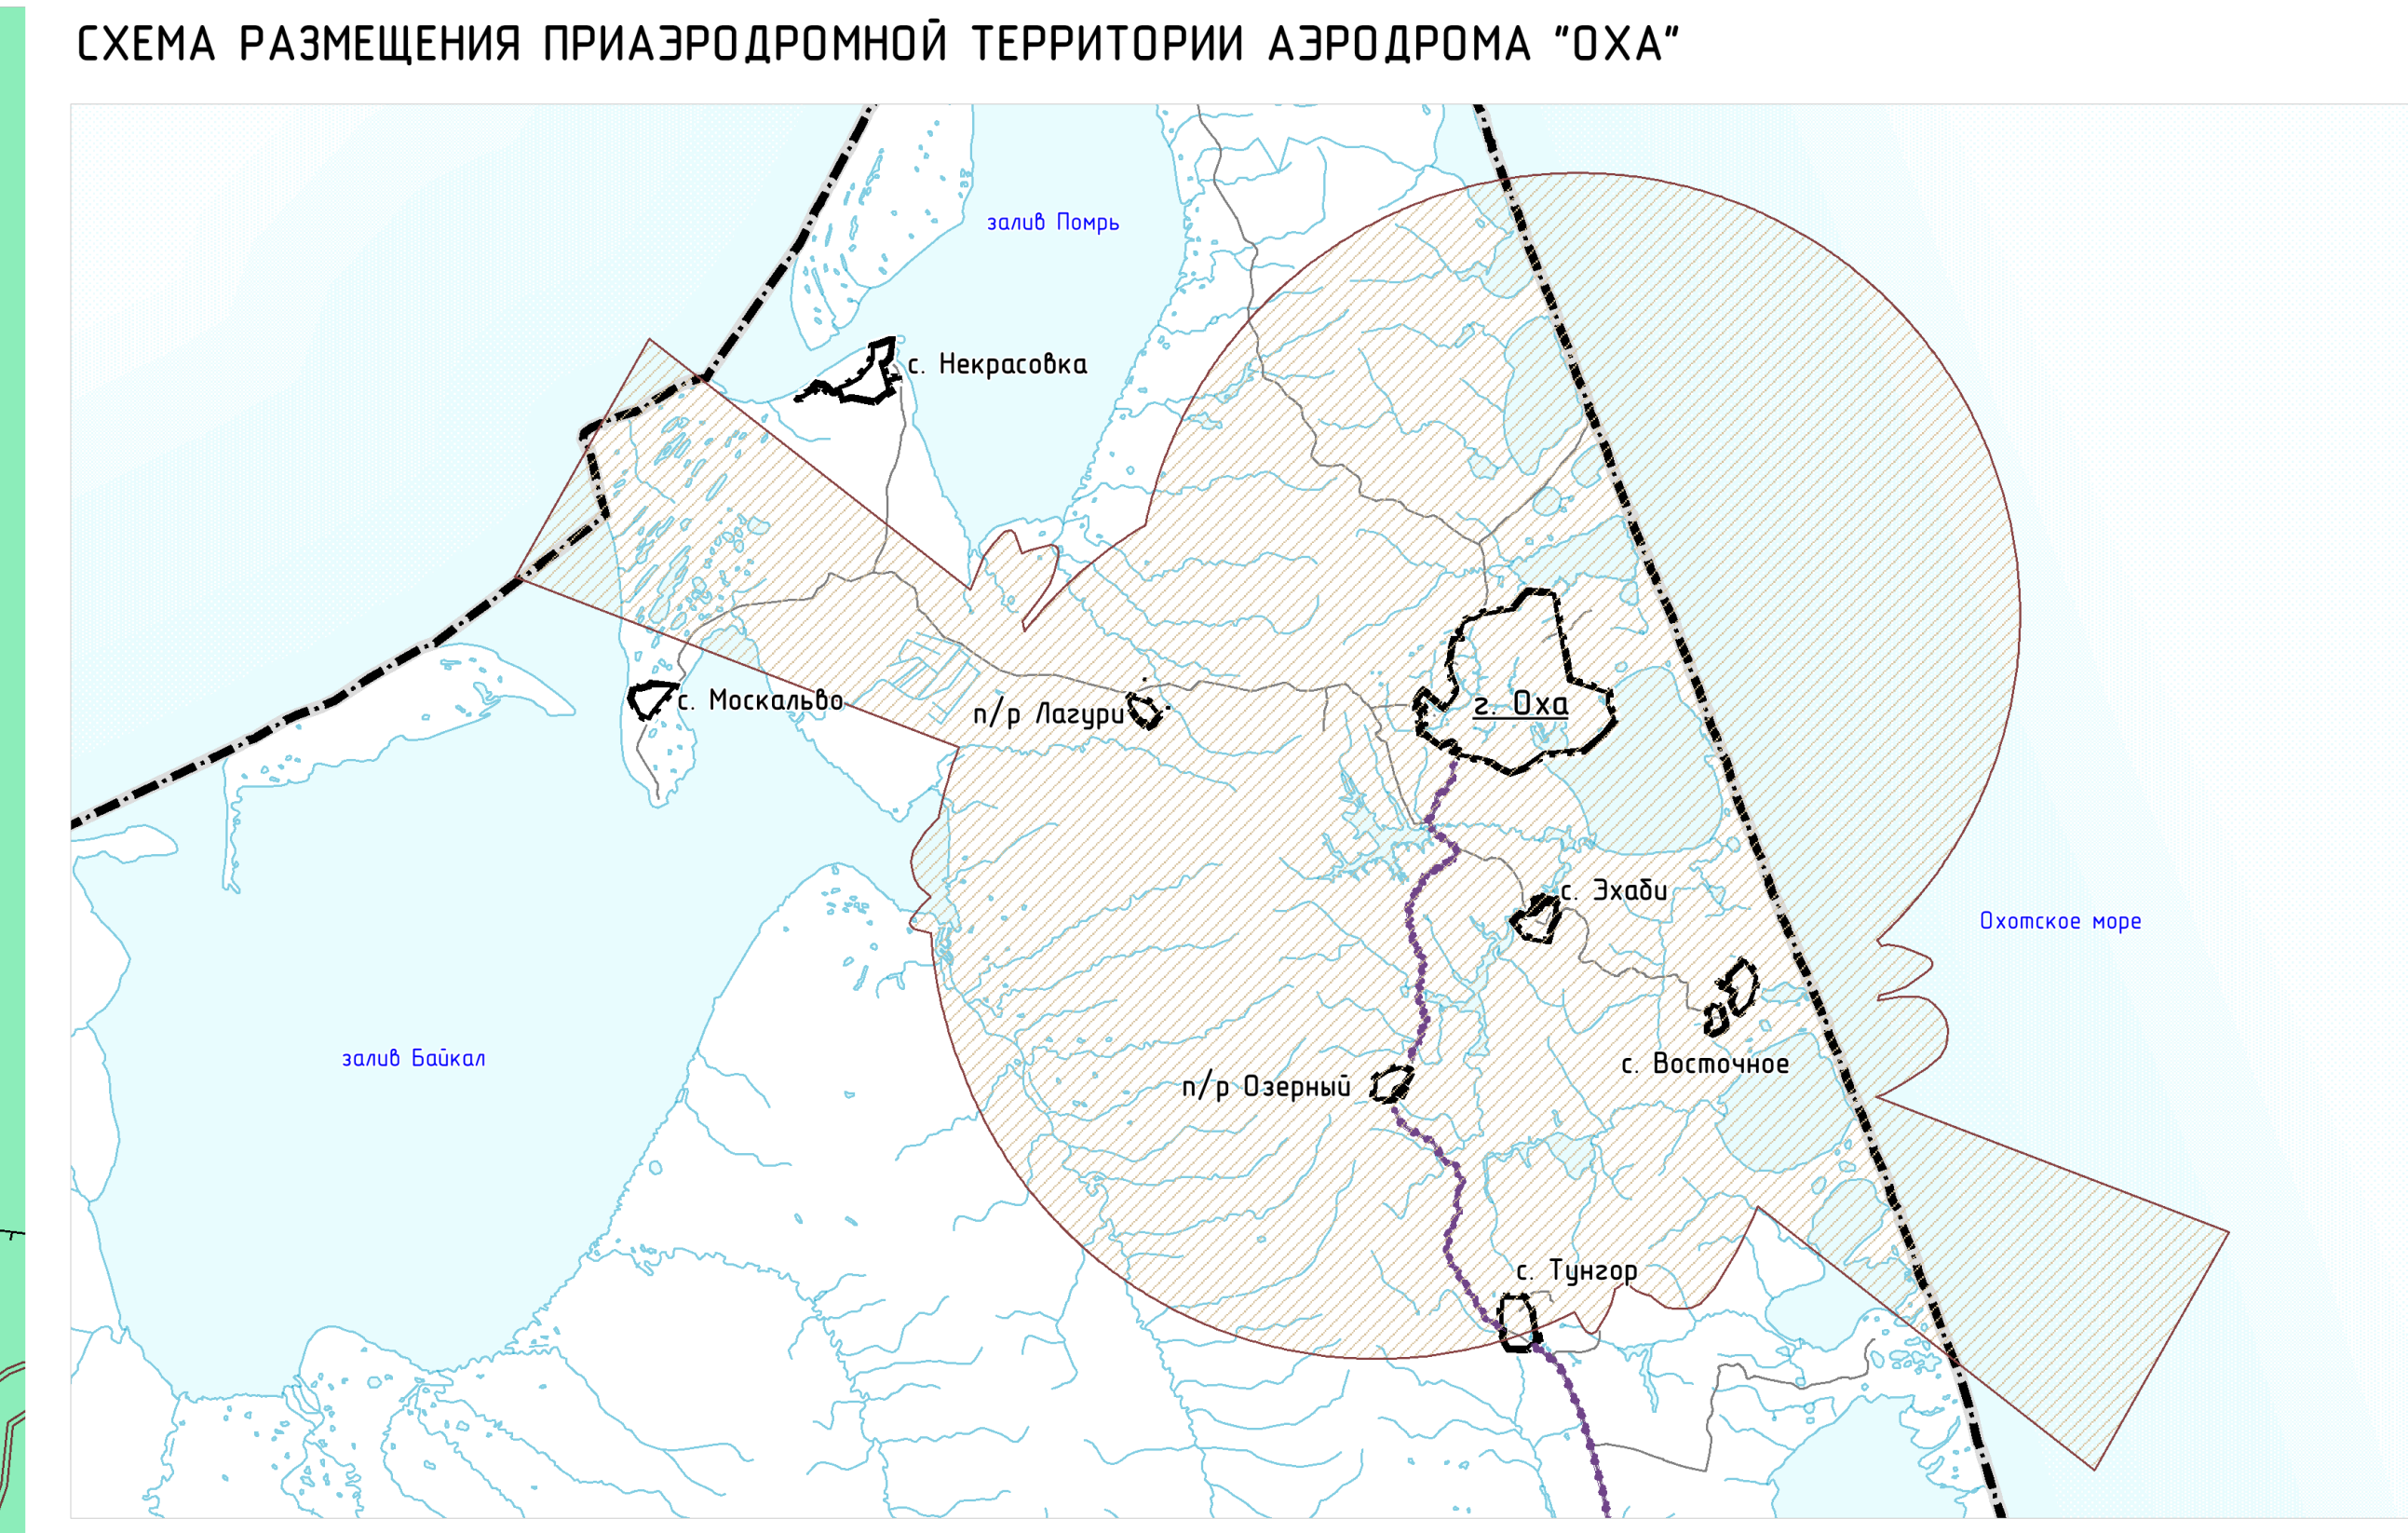 СХЕМА РАЗМЕЩЕНИЯ ПРИАЭРОДРОМНОЙ ТЕРРИТОРИИ АЭРОДРОМА "ОХА"
залив Помрь
с. Некрасовка
с. Москальво
п/р Лагури
г. Оха
с. Эхаби
Охотское море
залив Байкал
с. Восточное
п/р Озерный
с. Тунгор